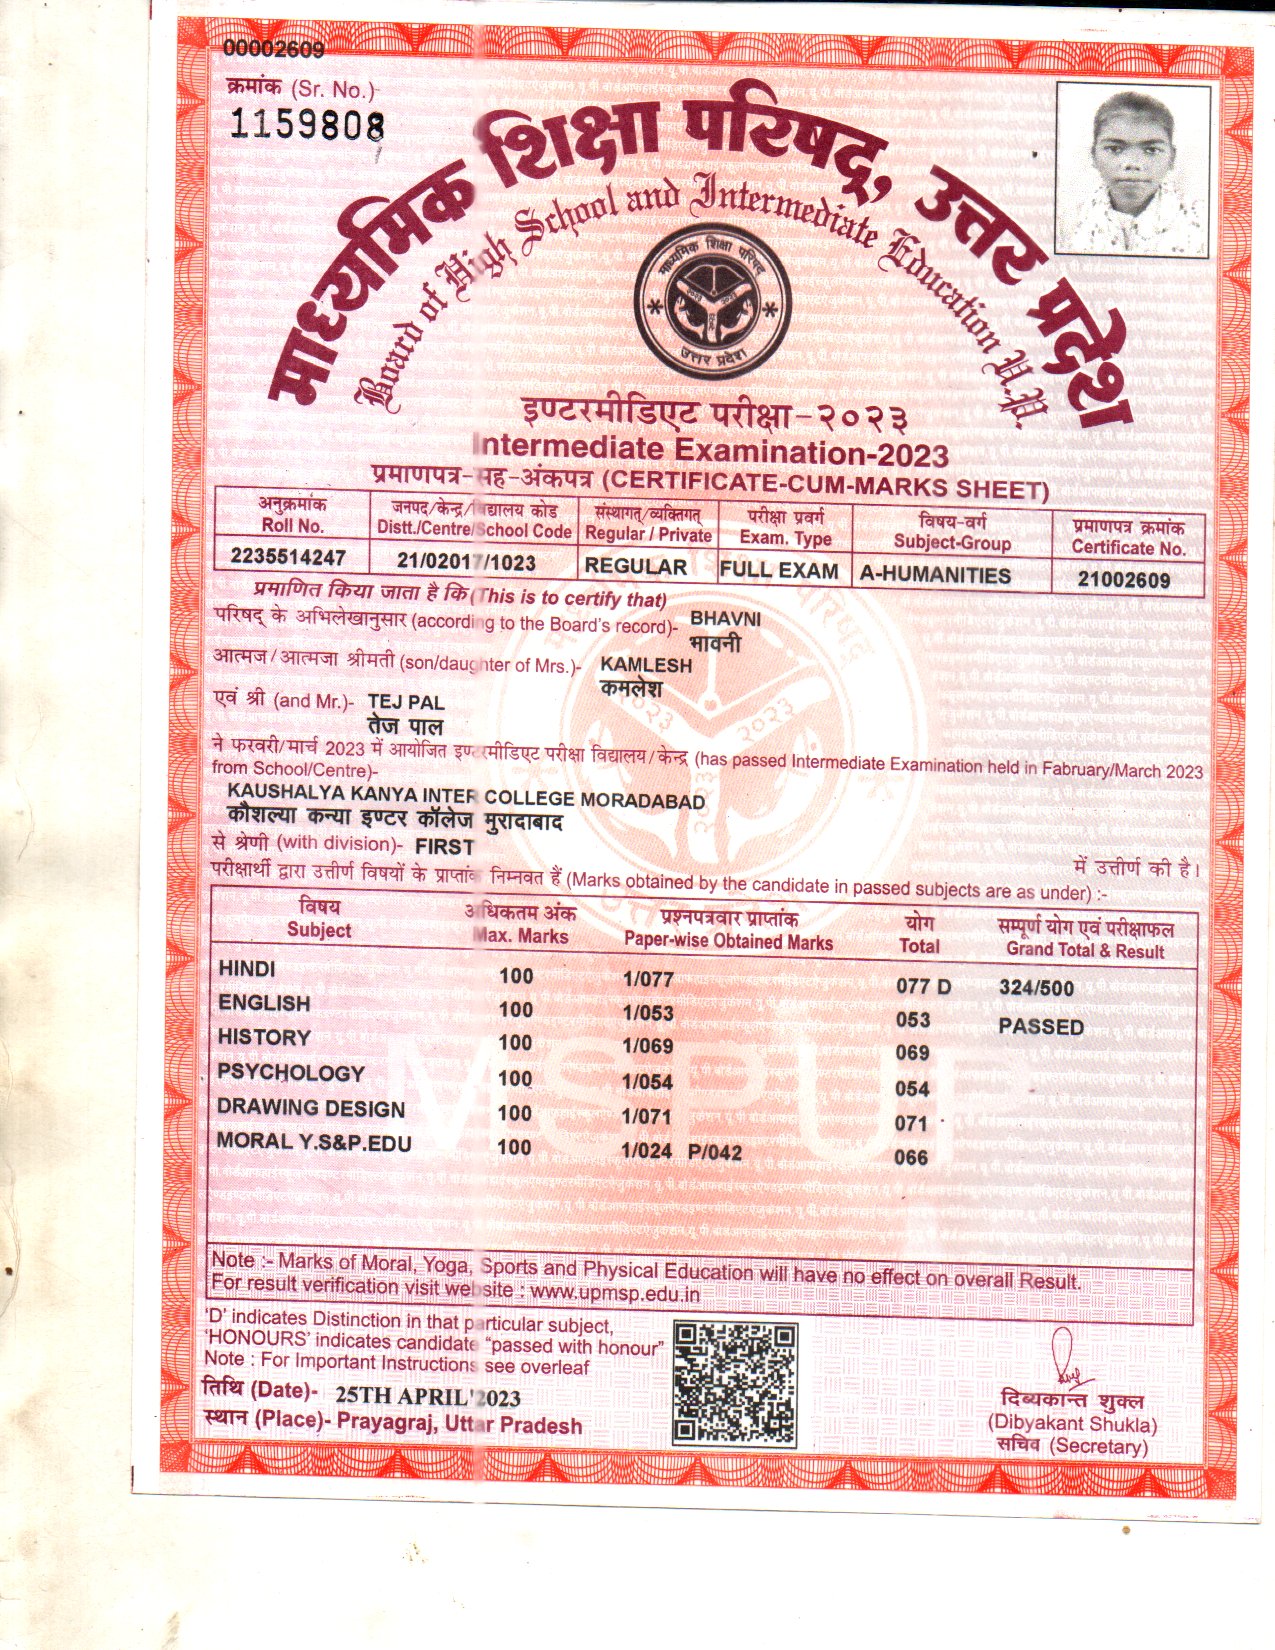 00002609
क्रमांक (Sr. No.)
1159808
माध्यमिक शिक्षा परिषद्, उत्तर प्रदेश
Board of High School and Intermediate Education U.P.
माध्यमिक शिक्षा परिषद
उत्तर प्रदेश
इण्टरमीडिएट परीक्षा-२०२३
Intermediate Examination-2023
प्रमाणपत्र-सह-अंकपत्र (CERTIFICATE-CUM-MARKS SHEET)
अनुक्रमांक जनपद/केन्द्र/विद्यालय कोड संस्थागत्/व्यक्तिगत् परीक्षा प्रवर्ग विषय-वर्ग प्रमाणपत्र क्रमांक
Roll No. Distt./Centre/School Code Regular / Private Exam. Type Subject-Group Certificate No.
2235514247 21/02017/1023 REGULAR FULL EXAM A-HUMANITIES 21002609
प्रमाणित किया जाता है कि (This is to certify that)
परिषद् के अभिलेखानुसार (according to the Board's record)- BHAVNI
भावनी
आत्मज/आत्मजा श्रीमती (son/daughter of Mrs.)- KAMLESH
कमलेश
एवं श्री (and Mr.)- TEJ PAL
तेज पाल
ने फरवरी/मार्च 2023 में आयोजित इण्टरमीडिएट परीक्षा विद्यालय/केन्द्र (has passed Intermediate Examination held in Fabruary/March 2023
from School/Centre)-
KAUSHALYA KANYA INTER COLLEGE MORADABAD
कौशल्या कन्या इण्टर कॉलेज मुरादाबाद
से श्रेणी (with division)- FIRST में उत्तीर्ण की है।
परीक्षार्थी द्वारा उत्तीर्ण विषयों के प्राप्तांक निम्नवत हैं (Marks obtained by the candidate in passed subjects are as under) :-
विषय अधिकतम अंक प्रश्नपत्रवार प्राप्तांक योग सम्पूर्ण योग एवं परीक्षाफल
Subject Max. Marks Paper-wise Obtained Marks Total Grand Total & Result
HINDI 100 1/077 077 D 324/500
ENGLISH 100 1/053 053 PASSED
HISTORY 100 1/069 069
PSYCHOLOGY 100 1/054 054
DRAWING DESIGN 100 1/071 071
MORAL Y.S&P.EDU 100 1/024 P/042 066
Note :- Marks of Moral, Yoga, Sports and Physical Education will have no effect on overall Result.
For result verification visit website : www.upmsp.edu.in
'D' indicates Distinction in that particular subject,
'HONOURS' indicates candidate "passed with honour"
Note : For Important Instructions see overleaf
तिथि (Date)- 25TH APRIL'2023
स्थान (Place)- Prayagraj, Uttar Pradesh
दिब्यकान्त शुक्ल
(Dibyakant Shukla)
सचिव (Secretary)